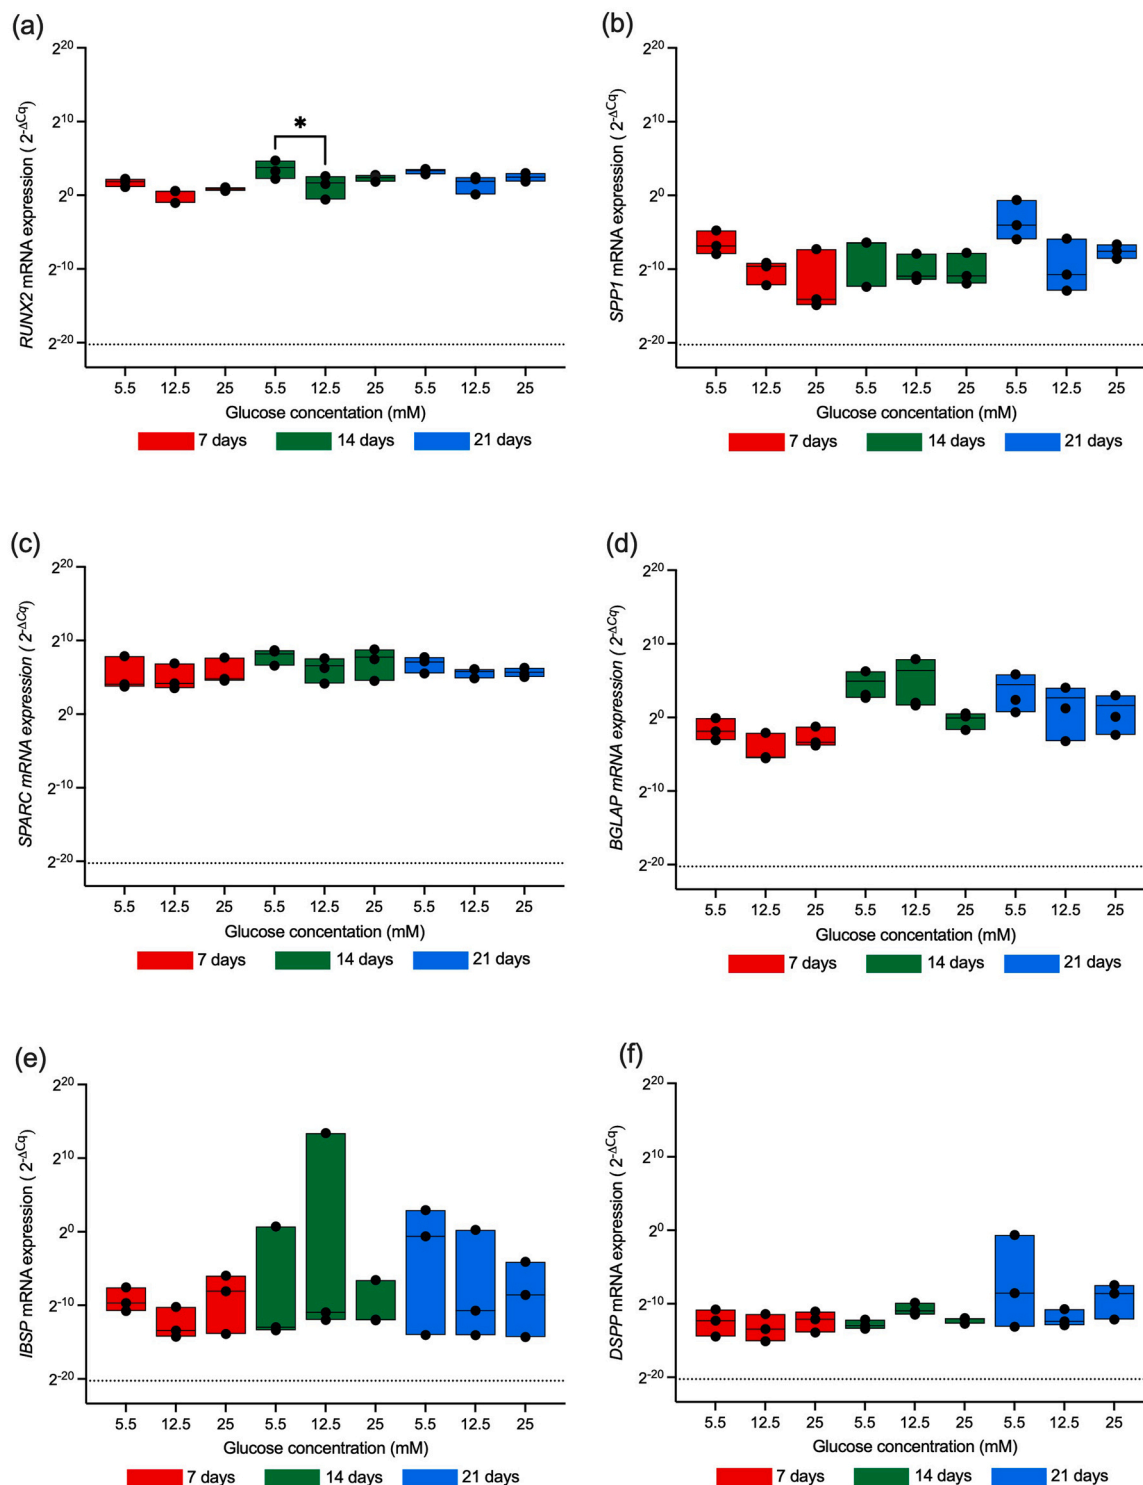 (a)
RUNX2 mRNA expression ( 2-ΔCq)
2^20
2^10
2^0
2^-10
2^-20
*
5.5 12.5 25 5.5 12.5 25 5.5 12.5 25
Glucose concentration (mM)
7 days 14 days 21 days
(b)
SPP1 mRNA expression ( 2-ΔCq)
2^20
2^10
2^0
2^-10
2^-20
5.5 12.5 25 5.5 12.5 25 5.5 12.5 25
Glucose concentration (mM)
7 days 14 days 21 days
(c)
SPARC mRNA expression ( 2-ΔCq)
2^20
2^10
2^0
2^-10
2^-20
5.5 12.5 25 5.5 12.5 25 5.5 12.5 25
Glucose concentration (mM)
7 days 14 days 21 days
(d)
BGLAP mRNA expression ( 2-ΔCq)
2^20
2^10
2^0
2^-10
2^-20
5.5 12.5 25 5.5 12.5 25 5.5 12.5 25
Glucose concentration (mM)
7 days 14 days 21 days
(e)
IBSP mRNA expression ( 2-ΔCq)
2^20
2^10
2^0
2^-10
2^-20
5.5 12.5 25 5.5 12.5 25 5.5 12.5 25
Glucose concentration (mM)
7 days 14 days 21 days
(f)
DSPP mRNA expression ( 2-ΔCq)
2^20
2^10
2^0
2^-10
2^-20
5.5 12.5 25 5.5 12.5 25 5.5 12.5 25
Glucose concentration (mM)
7 days 14 days 21 days